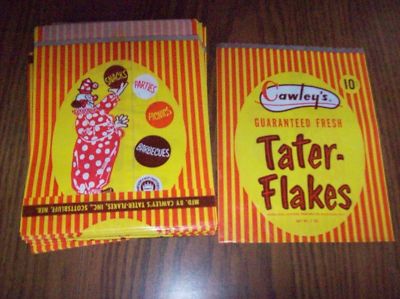 SNACKS
PARTIES
PICNICS
BARBECUES
MFD. BY CAWLEY'S TATER-FLAKES, INC. SCOTTSBLUFF, NEB.
Cawley's
10¢
GUARANTEED FRESH
Tater-
Flakes